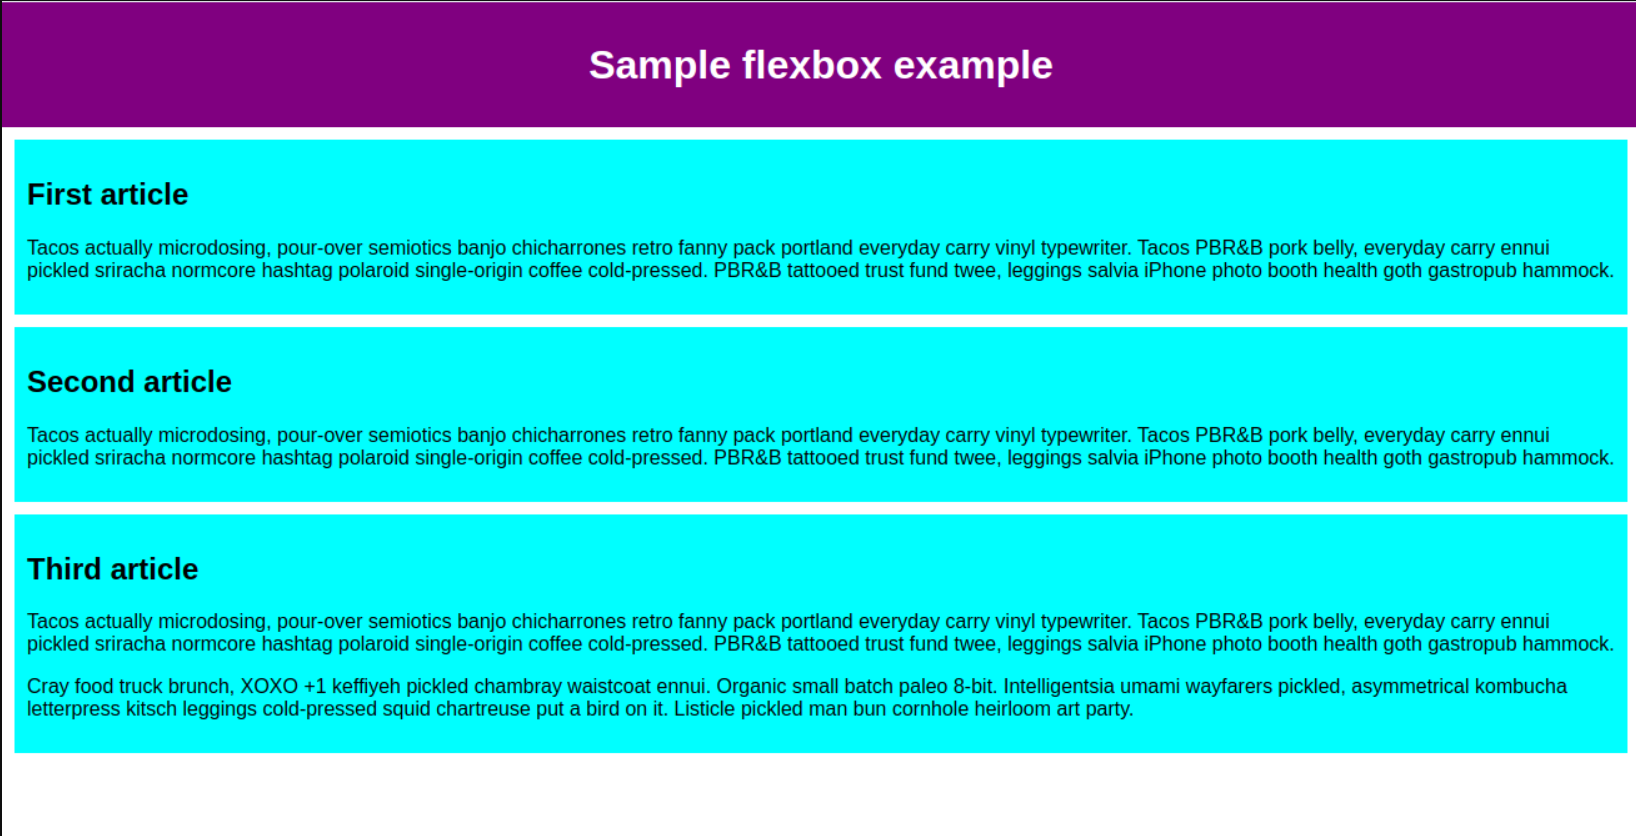 Sample flexbox example
First article
Tacos actually microdosing, pour-over semiotics banjo chicharrones retro fanny pack portland everyday carry vinyl typewriter. Tacos PBR&B pork belly, everyday carry ennui
pickled sriracha normcore hashtag polaroid single-origin coffee cold-pressed. PBR&B tattooed trust fund twee, leggings salvia iPhone photo booth health goth gastropub hammock.
Second article
Tacos actually microdosing, pour-over semiotics banjo chicharrones retro fanny pack portland everyday carry vinyl typewriter. Tacos PBR&B pork belly, everyday carry ennui
pickled sriracha normcore hashtag polaroid single-origin coffee cold-pressed. PBR&B tattooed trust fund twee, leggings salvia iPhone photo booth health goth gastropub hammock.
Third article
Tacos actually microdosing, pour-over semiotics banjo chicharrones retro fanny pack portland everyday carry vinyl typewriter. Tacos PBR&B pork belly, everyday carry ennui
pickled sriracha normcore hashtag polaroid single-origin coffee cold-pressed. PBR&B tattooed trust fund twee, leggings salvia iPhone photo booth health goth gastropub hammock.
Cray food truck brunch, XOXO +1 keffiyeh pickled chambray waistcoat ennui. Organic small batch paleo 8-bit. Intelligentsia umami wayfarers pickled, asymmetrical kombucha
letterpress kitsch leggings cold-pressed squid chartreuse put a bird on it. Listicle pickled man bun cornhole heirloom art party.